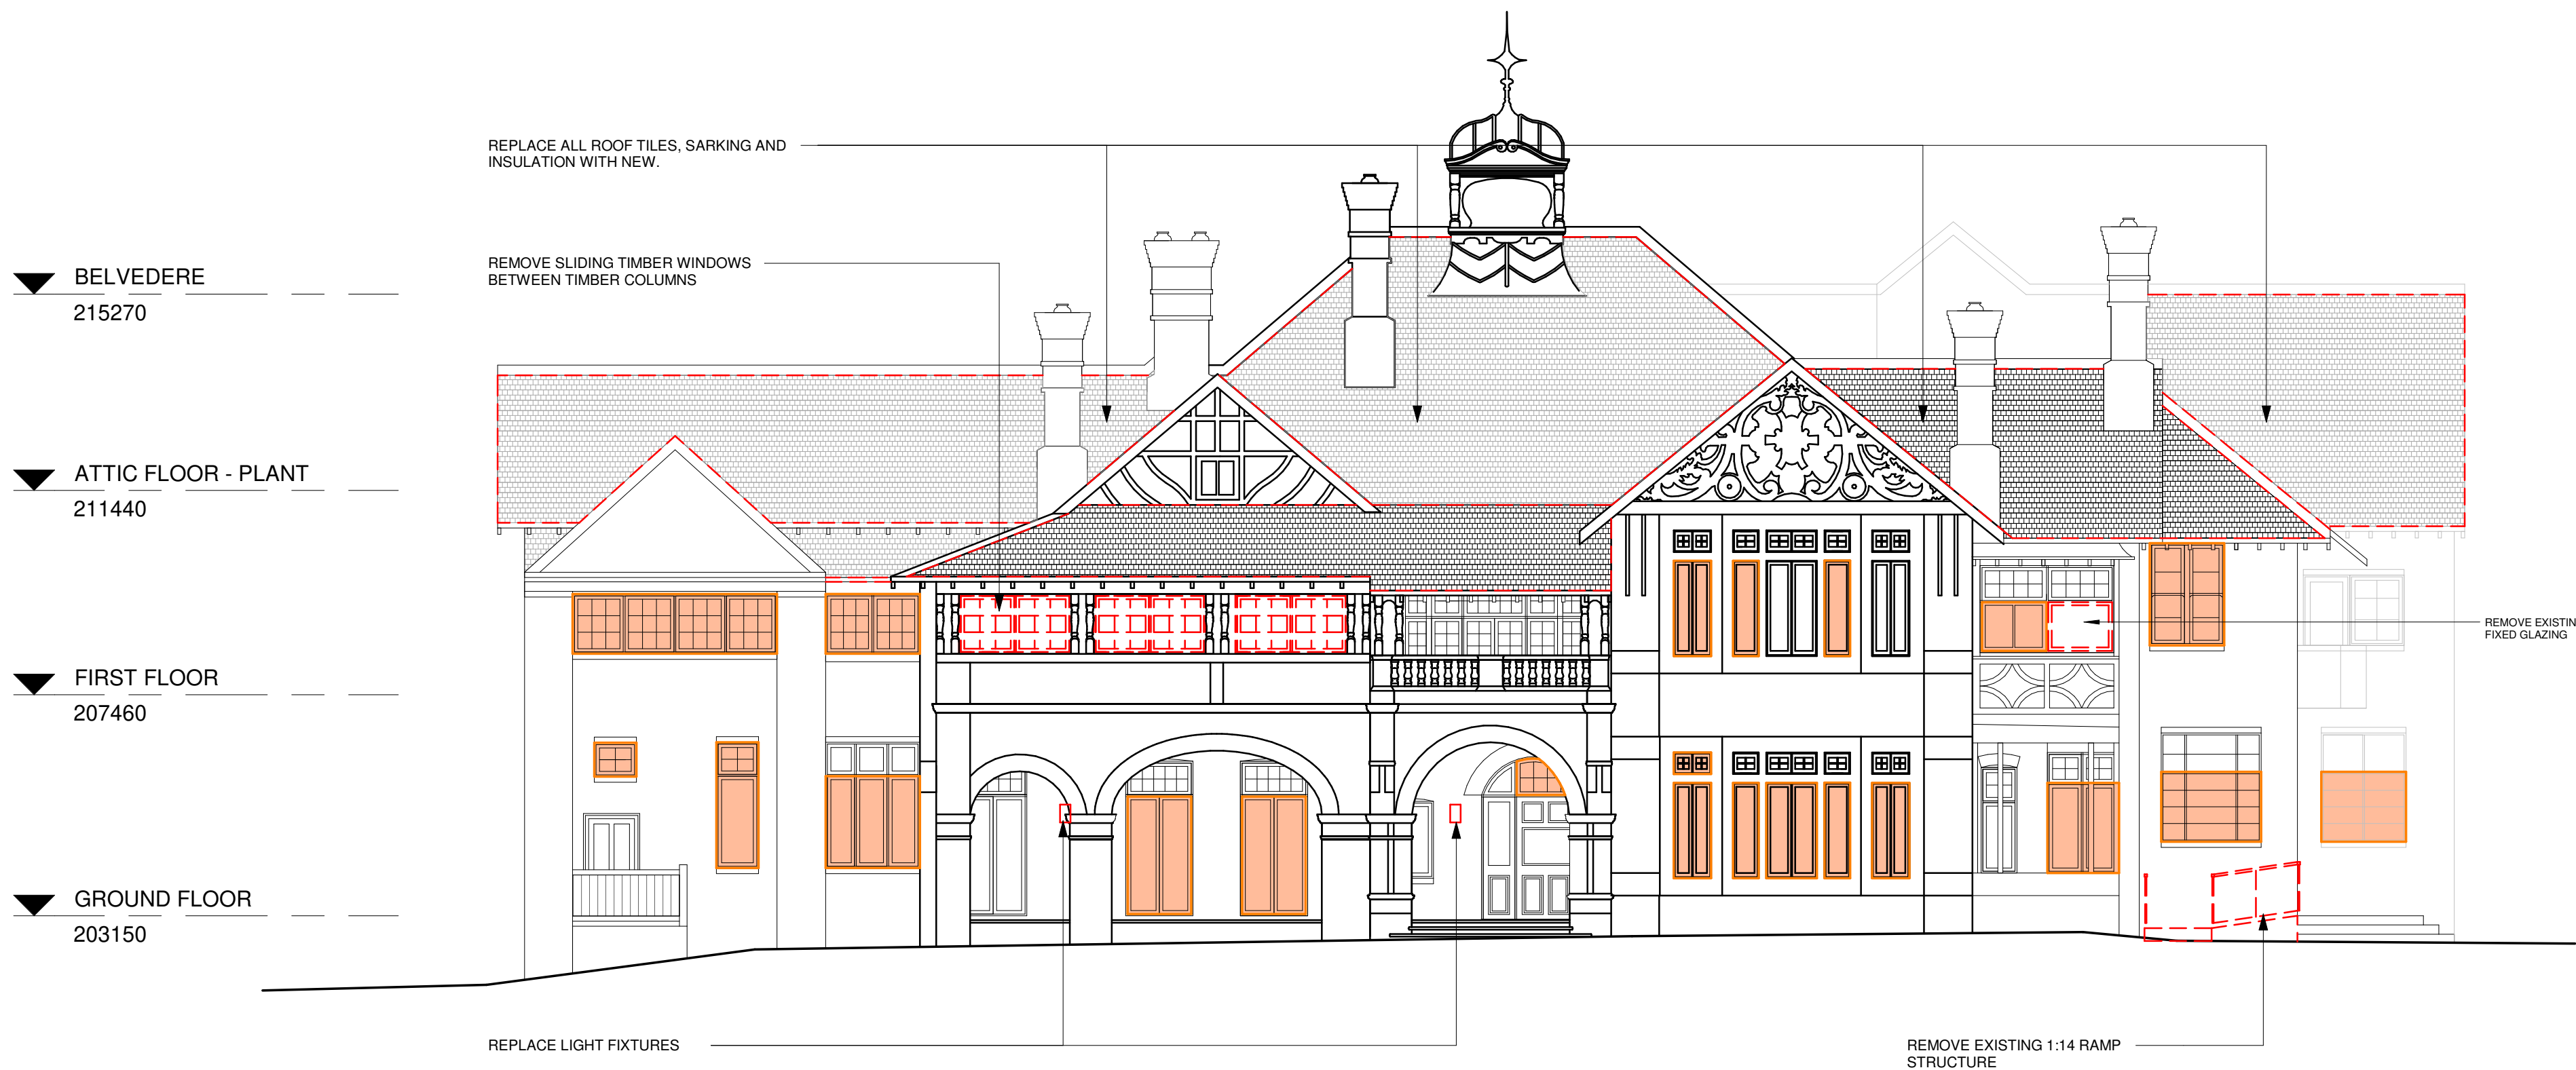 REPLACE ALL ROOF TILES, SARKING AND
INSULATION WITH NEW.
REMOVE SLIDING TIMBER WINDOWS
BETWEEN TIMBER COLUMNS
BELVEDERE
215270
ATTIC FLOOR - PLANT
211440
FIRST FLOOR
207460
GROUND FLOOR
203150
REMOVE EXISTIN
FIXED GLAZING
REPLACE LIGHT FIXTURES
REMOVE EXISTING 1:14 RAMP
STRUCTURE